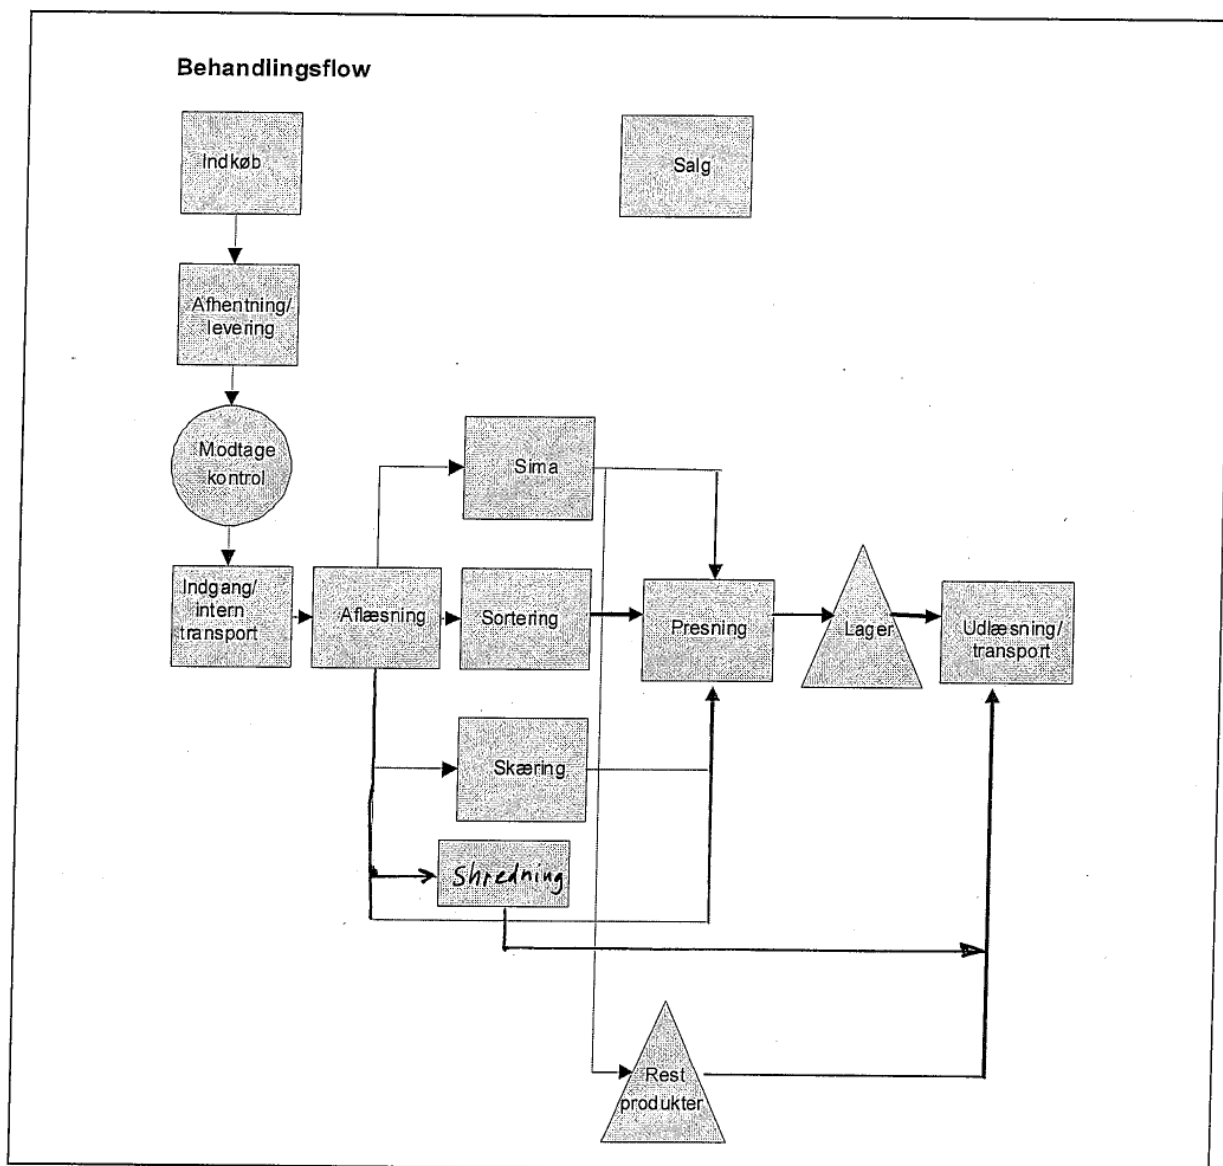 Behandlingsflow
Indkøb
Salg
Afhentning/
levering
Modtage
kontrol
Sima
Indgang/
intern
transport
Aflæsning
Sortering
Presning
Lager
Udlæsning/
transport
Skæring
Shredning
Rest
produkter